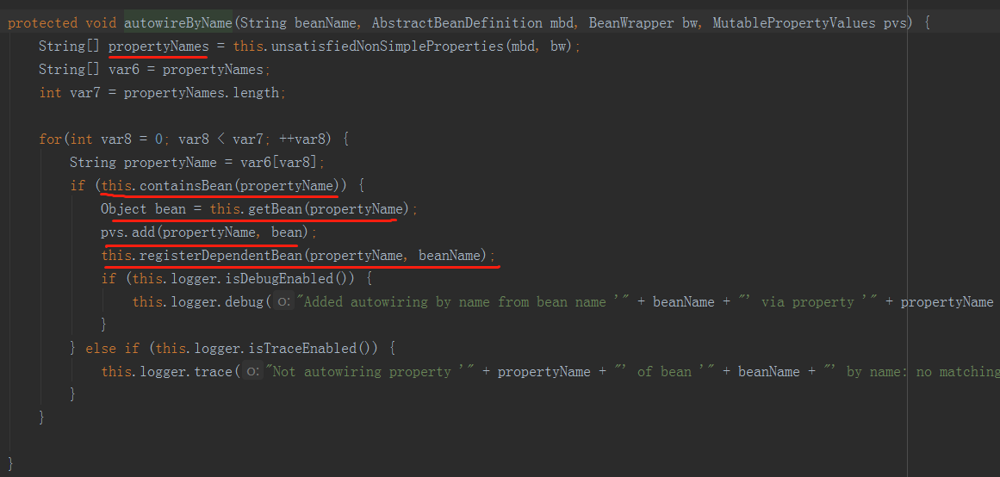 protected void autowireByName(String beanName, AbstractBeanDefinition mbd, BeanWrapper bw, MutablePropertyValues pvs) {
String[] propertyNames = this.unsatisfiedNonSimpleProperties(mbd, bw);
String[] var6 = propertyNames;
int var7 = propertyNames.length;
for(int var8 = 0; var8 < var7; ++var8) {
String propertyName = var6[var8];
if (this.containsBean(propertyName)) {
Object bean = this.getBean(propertyName);
pvs.add(propertyName, bean);
this.registerDependentBean(propertyName, beanName);
if (this.logger.isDebugEnabled()) {
this.logger.debug( o: "Added autowiring by name from bean name '" + beanName + "' via property '" + propertyName
}
} else if (this.logger.isTraceEnabled()) {
this.logger.trace( o: "Not autowiring property '" + propertyName + "' of bean '" + beanName + "' by name: no matching
}
}
}